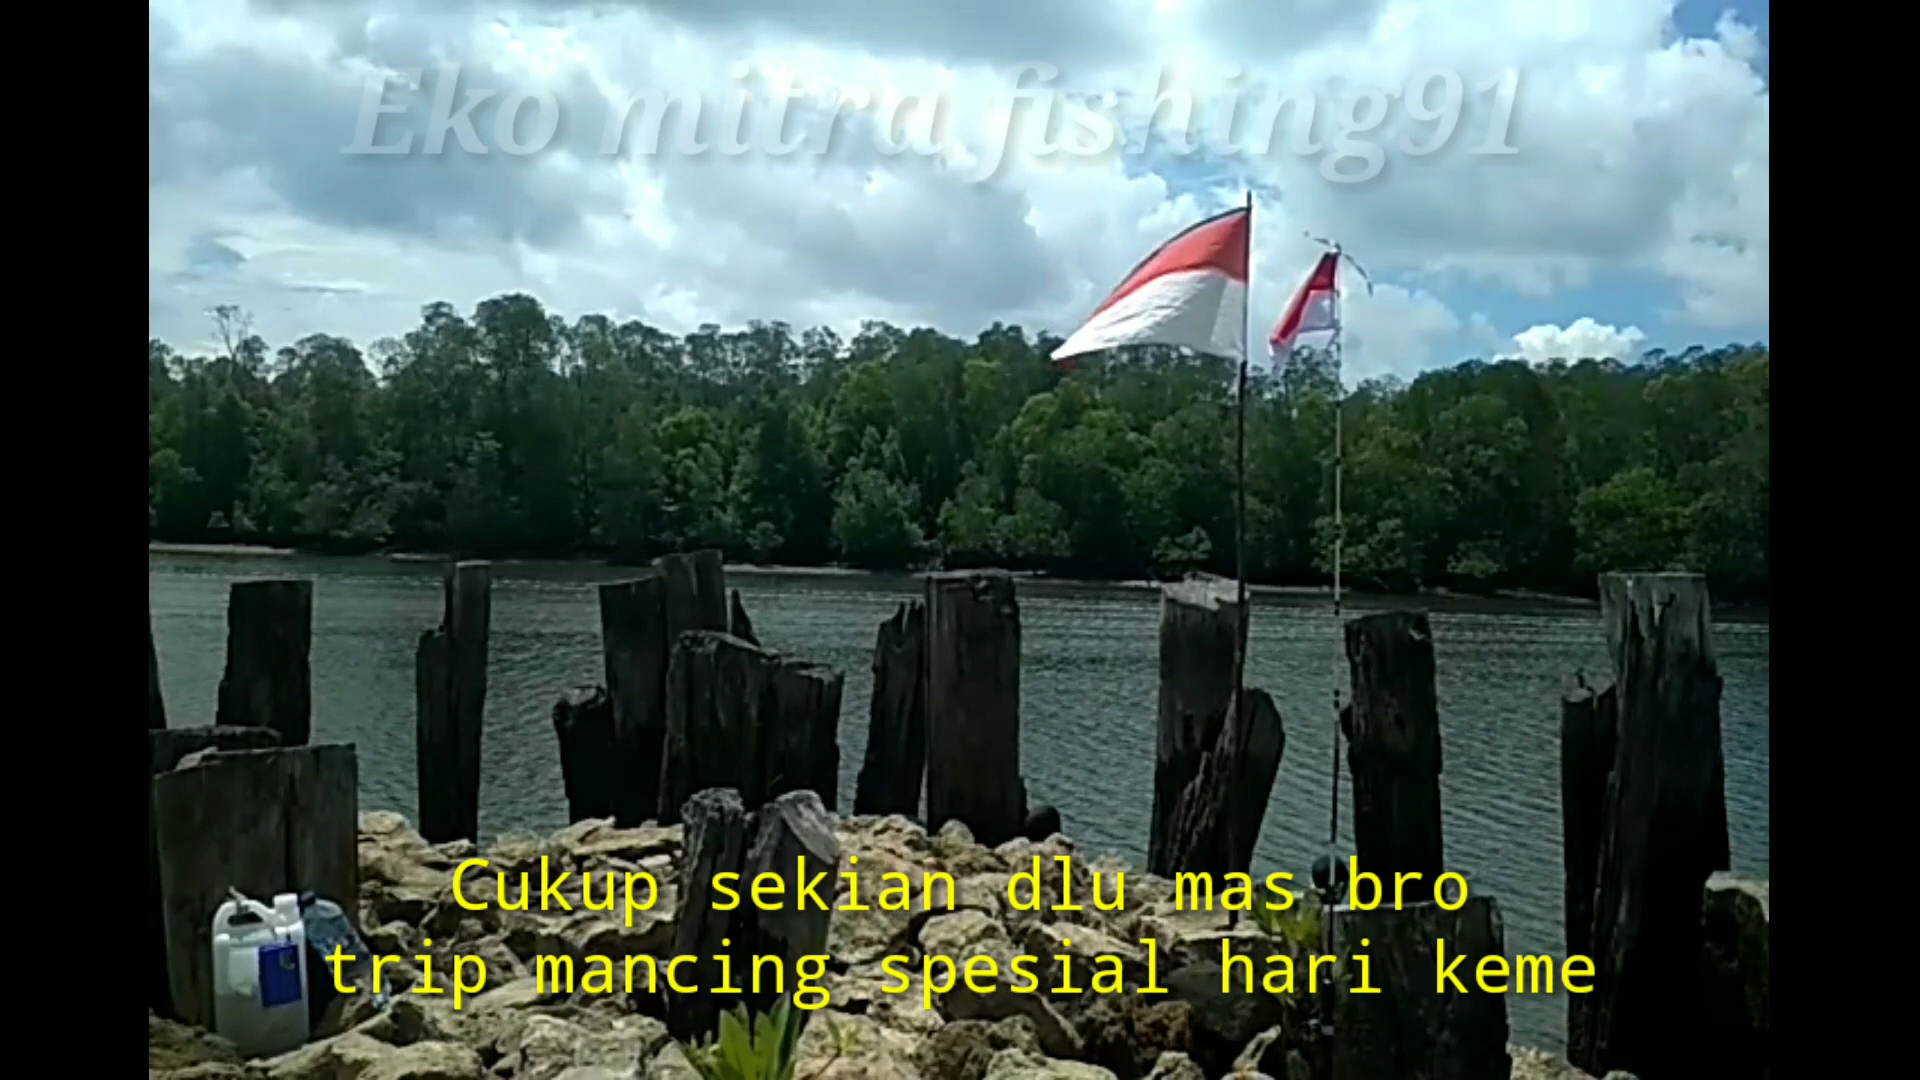 Eko mitra fishing91
Cukup sekian dlu mas bro
trip mancing spesial hari keme